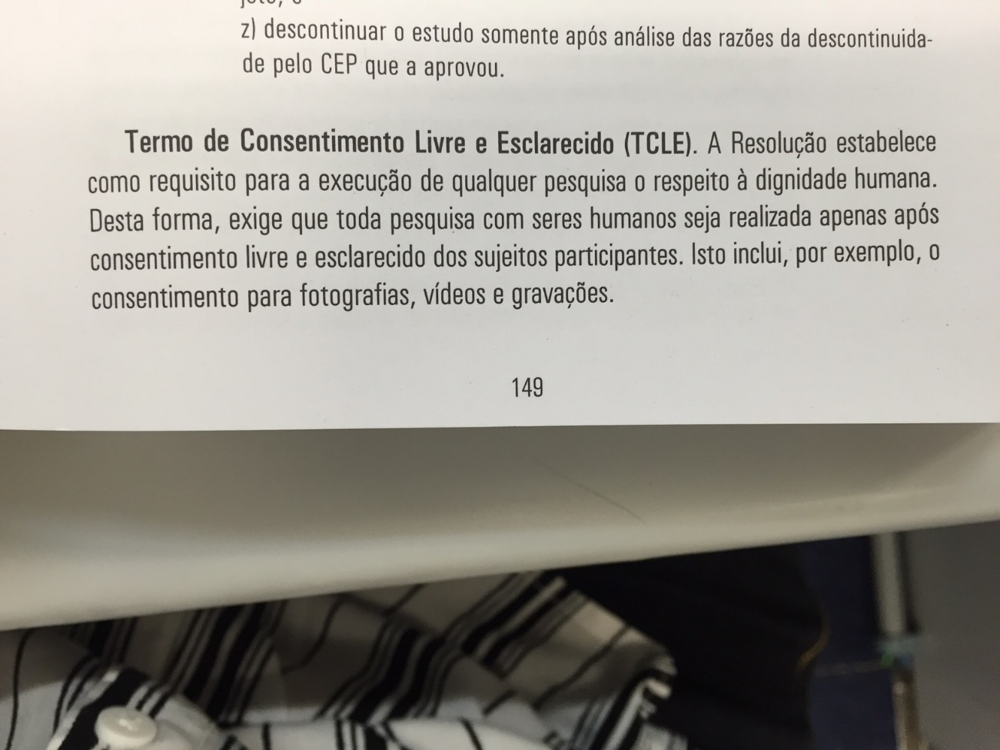 z) descontinuar o estudo somente após análise das razões da descontinuida-
de pelo CEP que a aprovou.
Termo de Consentimento Livre e Esclarecido (TCLE). A Resolução estabelece
como requisito para a execução de qualquer pesquisa o respeito à dignidade humana.
Desta forma, exige que toda pesquisa com seres humanos seja realizada apenas após
consentimento livre e esclarecido dos sujeitos participantes. Isto inclui, por exemplo, o
consentimento para fotografias, vídeos e gravações.
149